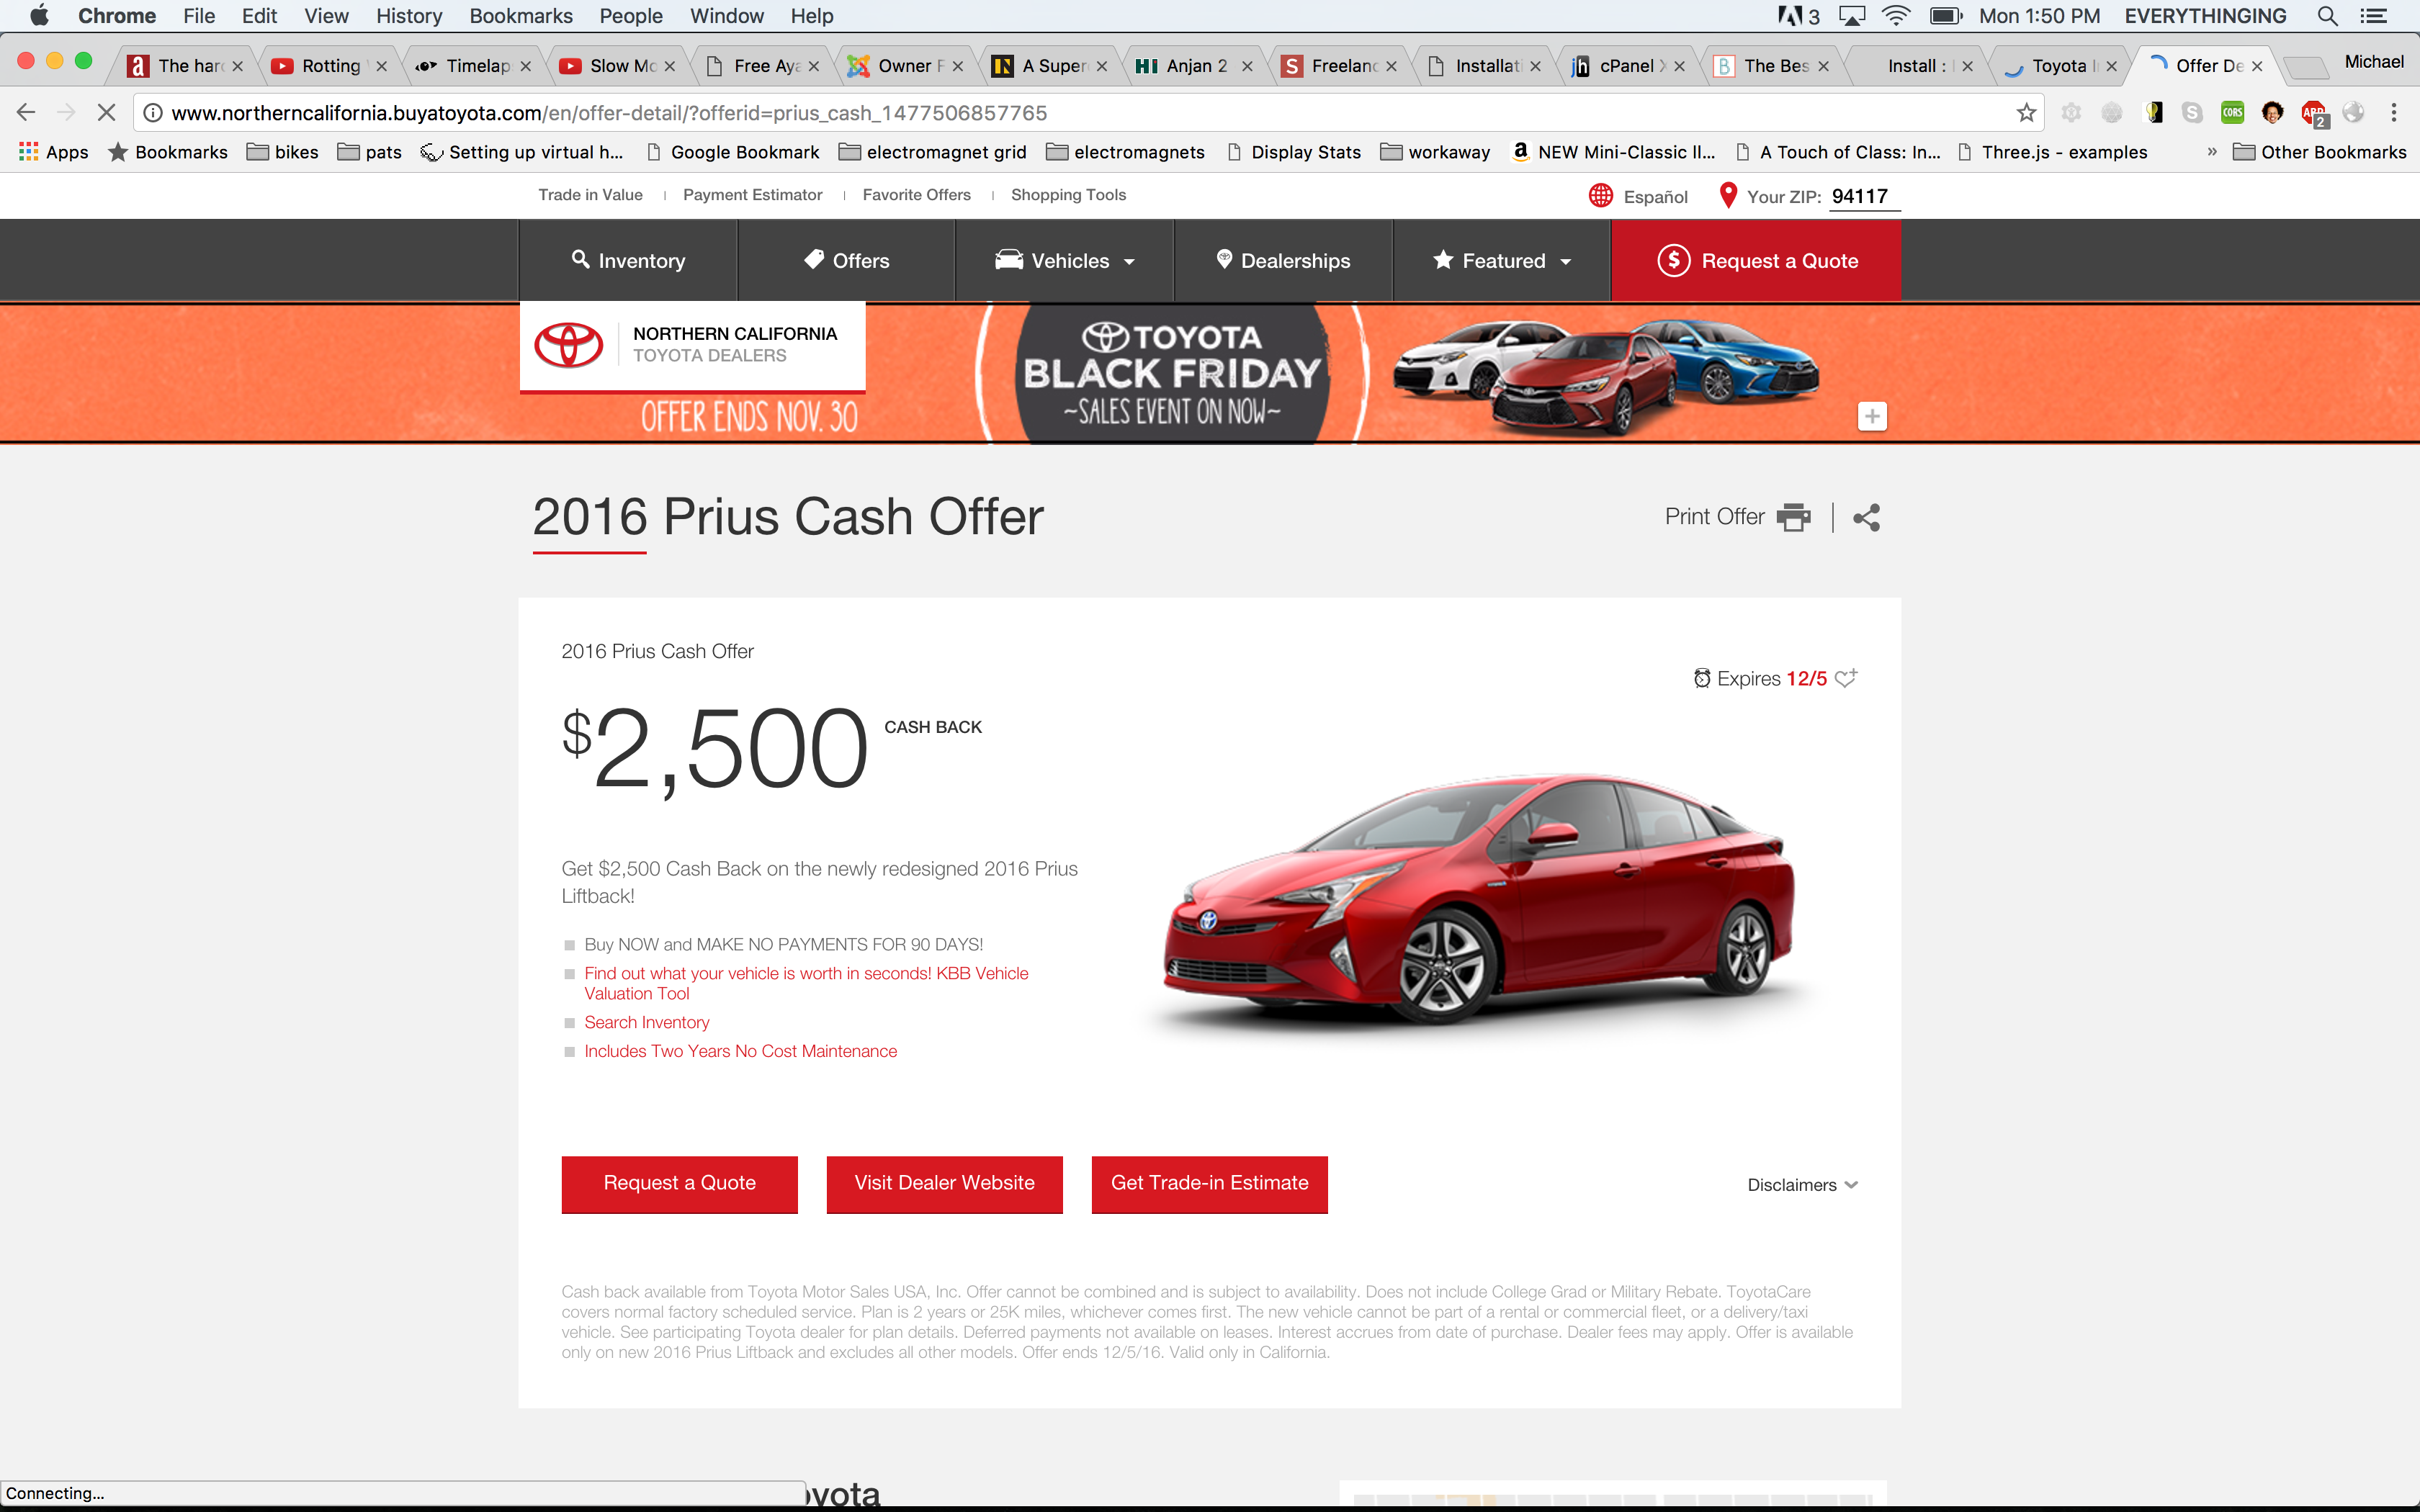 Chrome File Edit View History Bookmarks People Window Help 3 Mon 1:50 PM EVERYTHINGING
The har Rotting Timelap Slow Mo Free Aya Owner F A Super Anjan 2 Freelanc Installati cPanel X The Bes Install : Toyota I Offer De Michael
www.northerncalifornia.buyatoyota.com/en/offer-detail/?offerid=prius_cash_1477506857765
CORS ABP 2
Apps Bookmarks bikes pats Setting up virtual h... Google Bookmark electromagnet grid electromagnets Display Stats workaway NEW Mini-Classic II... A Touch of Class: In... Three.js - examples » Other Bookmarks
Trade in Value Payment Estimator Favorite Offers Shopping Tools Español Your ZIP: 94117
Inventory Offers Vehicles Dealerships Featured $ Request a Quote
NORTHERN CALIFORNIA
TOYOTA DEALERS
OFFER ENDS NOV. 30
TOYOTA
BLACK FRIDAY
~SALES EVENT ON NOW~
2016 Prius Cash Offer
Print Offer
2016 Prius Cash Offer
Expires 12/5
$2,500 CASH BACK
Get $2,500 Cash Back on the newly redesigned 2016 Prius
Liftback!
Buy NOW and MAKE NO PAYMENTS FOR 90 DAYS!
Find out what your vehicle is worth in seconds! KBB Vehicle
Valuation Tool
Search Inventory
Includes Two Years No Cost Maintenance
Request a Quote Visit Dealer Website Get Trade-in Estimate Disclaimers
Cash back available from Toyota Motor Sales USA, Inc. Offer cannot be combined and is subject to availability. Does not include College Grad or Military Rebate. ToyotaCare
covers normal factory scheduled service. Plan is 2 years or 25K miles, whichever comes first. The new vehicle cannot be part of a rental or commercial fleet, or a delivery/taxi
vehicle. See participating Toyota dealer for plan details. Deferred payments not available on leases. Interest accrues from date of purchase. Dealer fees may apply. Offer is available
only on new 2016 Prius Liftback and excludes all other models. Offer ends 12/5/16. Valid only in California.
Connecting...